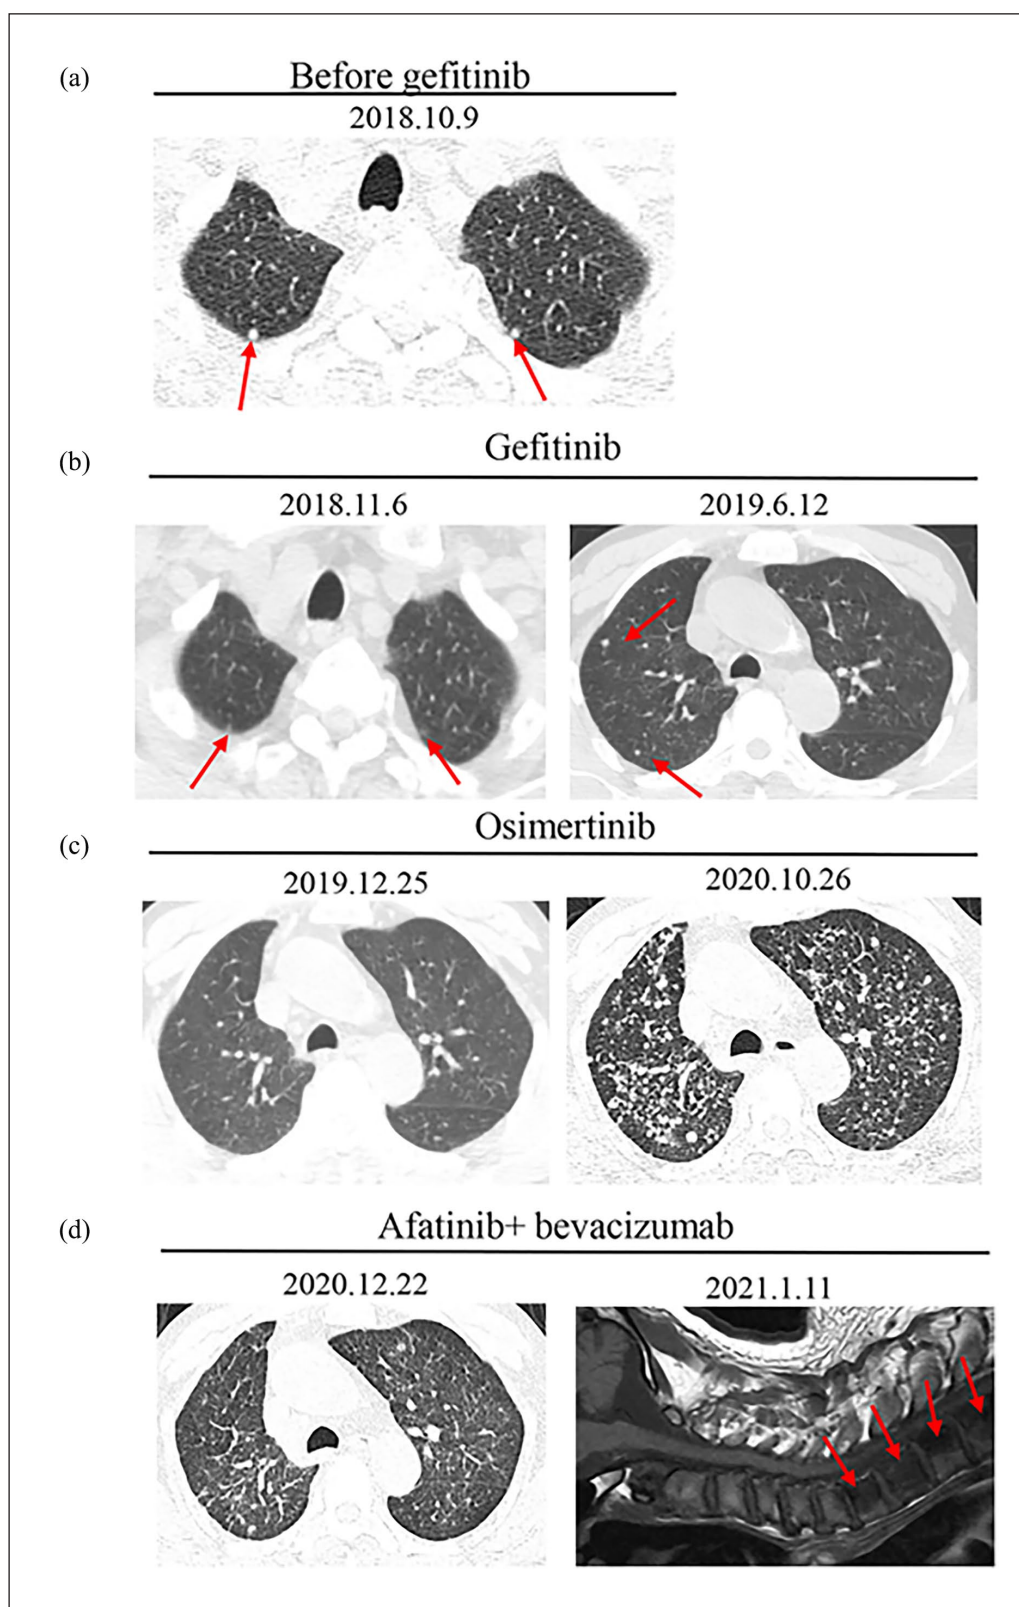 (a)
Before gefitinib
2018.10.9
(b)
Gefitinib
2018.11.6
2019.6.12
(c)
Osimertinib
2019.12.25
2020.10.26
(d)
Afatinib+ bevacizumab
2020.12.22
2021.1.11